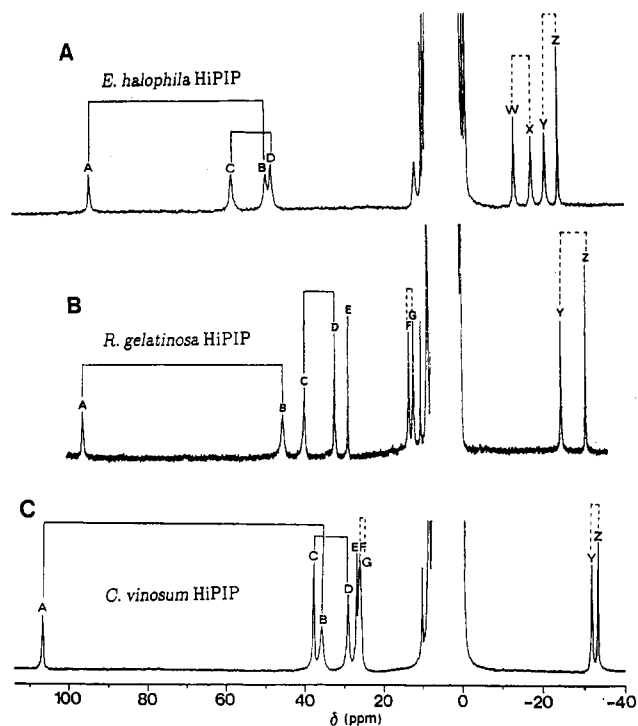 A
E. halophila HiPIP
A
C
B
D
W
X
Y
Z
B
R. gelatinosa HiPIP
A
B
C
D
E
F
G
Y
Z
C
C. vinosum HiPIP
A
C
B
D
E
F
G
Y
Z
100 80 60 40 20 0 -20 -40
δ (ppm)